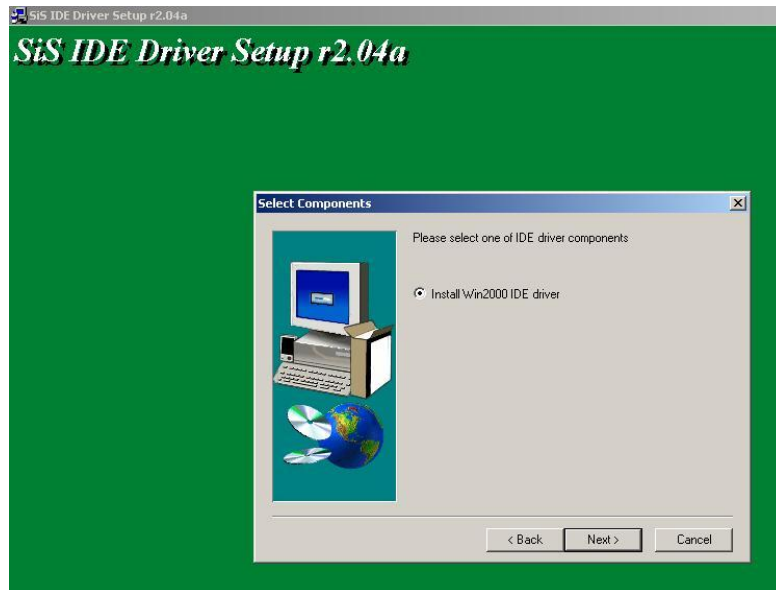 SiS IDE Driver Setup r2.04a
SiS IDE Driver Setup r2.04a
Select Components
Please select one of IDE driver components
Install Win2000 IDE driver
< Back Next > Cancel